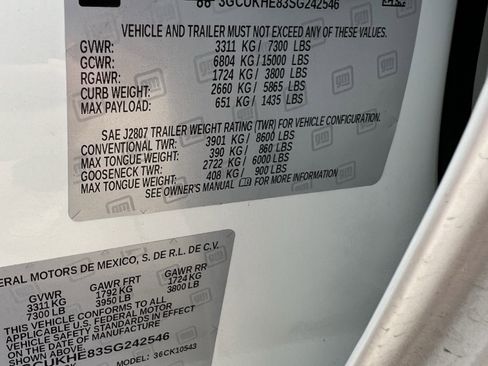 3GCUKHE83SG242546
VEHICLE AND TRAILER MUST NOT EXCEED ANY OF THESE VALUES.
GVWR: 3311 KG / 7300 LBS
GCWR: 6804 KG / 15000 LBS
RGAWR: 1724 KG / 3800 LBS
CURB WEIGHT: 2660 KG / 5865 LBS
MAX PAYLOAD: 651 KG / 1435 LBS
SAE J2807 TRAILER WEIGHT RATING (TWR) FOR VEHICLE CONFIGURATION.
CONVENTIONAL TWR: 3901 KG / 8600 LBS
MAX TONGUE WEIGHT: 390 KG / 860 LBS
GOOSENECK TWR: 2722 KG / 6000 LBS
MAX TONGUE WEIGHT: 408 KG / 900 LBS
SEE OWNER'S MANUAL FOR MORE INFORMATION
ERAL MOTORS DE MEXICO, S. DE R.L. DE C.V.
GVWR GAWR FRT GAWR RR
3311 KG 1792 KG 1724 KG
7300 LB 3950 LB 3800 LB
THIS VEHICLE CONFORMS TO ALL
APPLICABLE U.S. FEDERAL MOTOR
VEHICLE SAFETY STANDARDS IN EFFECT
ON THE DATE OF MANUFACTURE
SHOWN ABOVE.
GCUKHE83SG242546
36CK10543